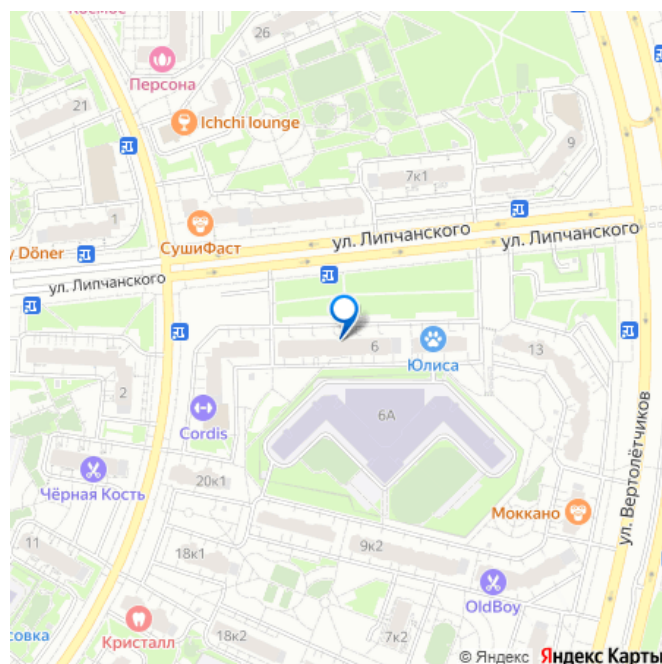 Космос
26
Персона
21
Ichchi lounge
9
7к1
1
СушиФаст
ул. Липчанского
ул. Липчанского
y Döner
ул. Липчанского
6
13
Юлиса
2
6А
Cordis
ул. Вертолётчиков
20к1
Чёрная Кость
Моккано
11
18к1
9к2
OldBoy
Кристалл
18к2
7к2
совка
© Яндекс Яндекс Карты